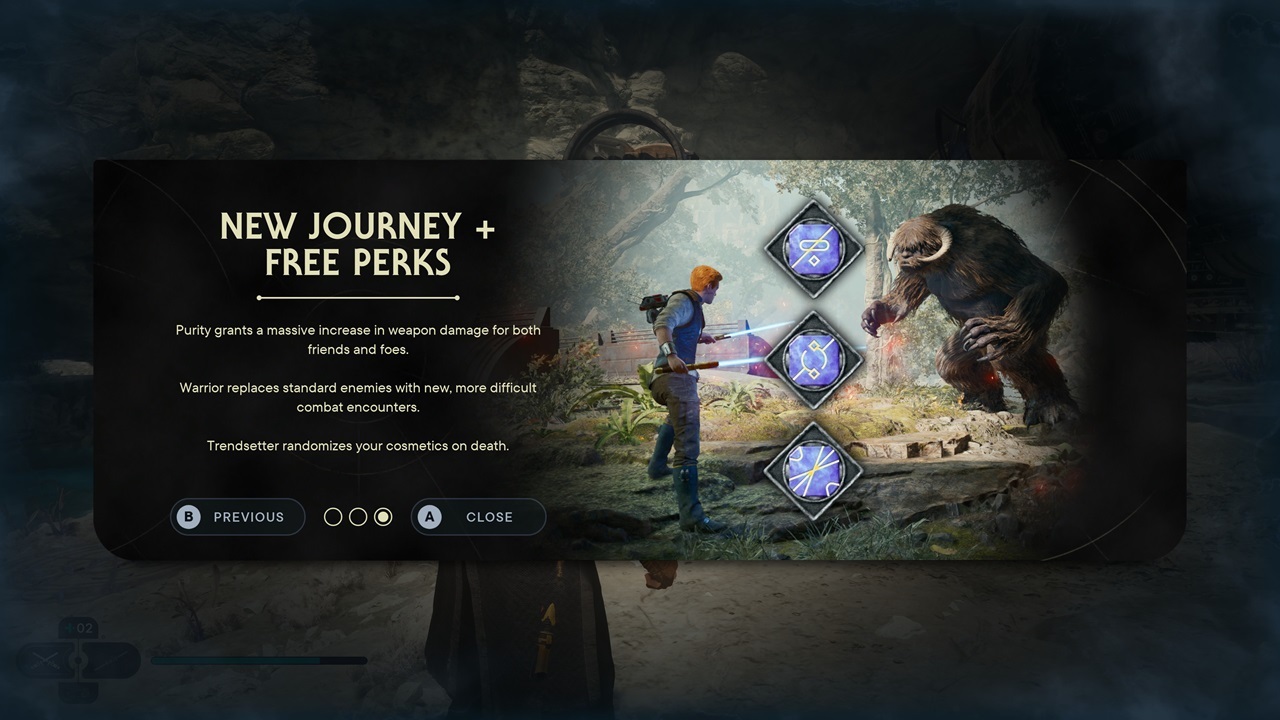 NEW JOURNEY +
FREE PERKS
Purity grants a massive increase in weapon damage for both
friends and foes.
Warrior replaces standard enemies with new, more difficult
combat encounters.
Trendsetter randomizes your cosmetics on death.
B PREVIOUS
A CLOSE
02